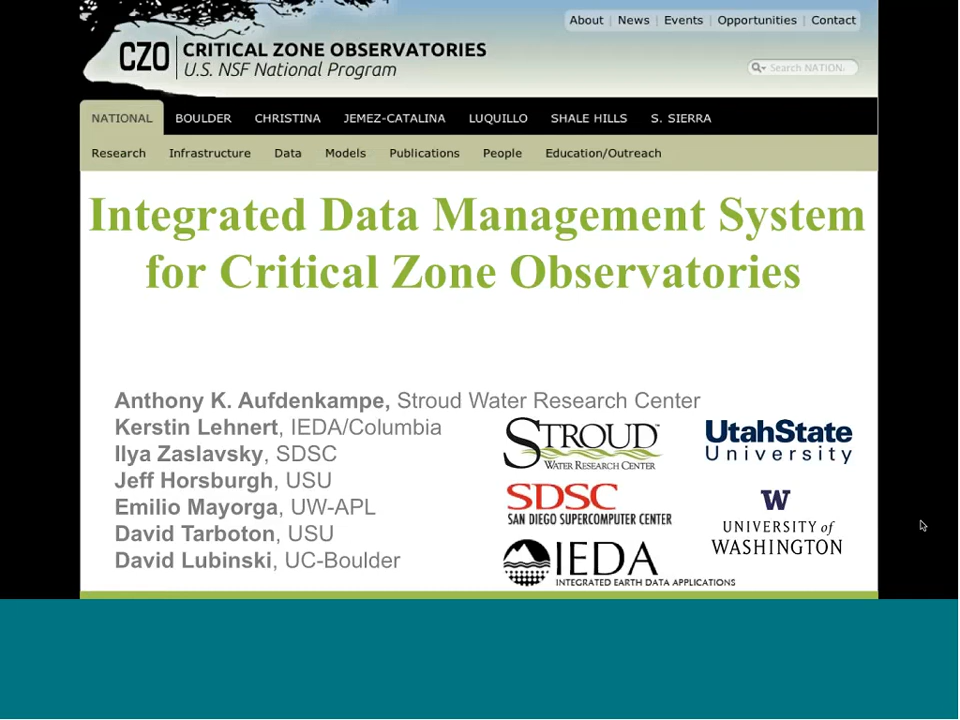 About | News | Events | Opportunities | Contact
CZO CRITICAL ZONE OBSERVATORIES
U.S. NSF National Program
Search NATION
NATIONAL BOULDER CHRISTINA JEMEZ-CATALINA LUQUILLO SHALE HILLS S. SIERRA
Research Infrastructure Data Models Publications People Education/Outreach
Integrated Data Management System
for Critical Zone Observatories
Anthony K. Aufdenkampe, Stroud Water Research Center
Kerstin Lehnert, IEDA/Columbia
Ilya Zaslavsky, SDSC
Jeff Horsburgh, USU
Emilio Mayorga, UW-APL
David Tarboton, USU
David Lubinski, UC-Boulder
STROUD™
WATER RESEARCH CENTER
UtahState
University
SDSC
SAN DIEGO SUPERCOMPUTER CENTER
W
UNIVERSITY of
WASHINGTON
IEDA
INTEGRATED EARTH DATA APPLICATIONS